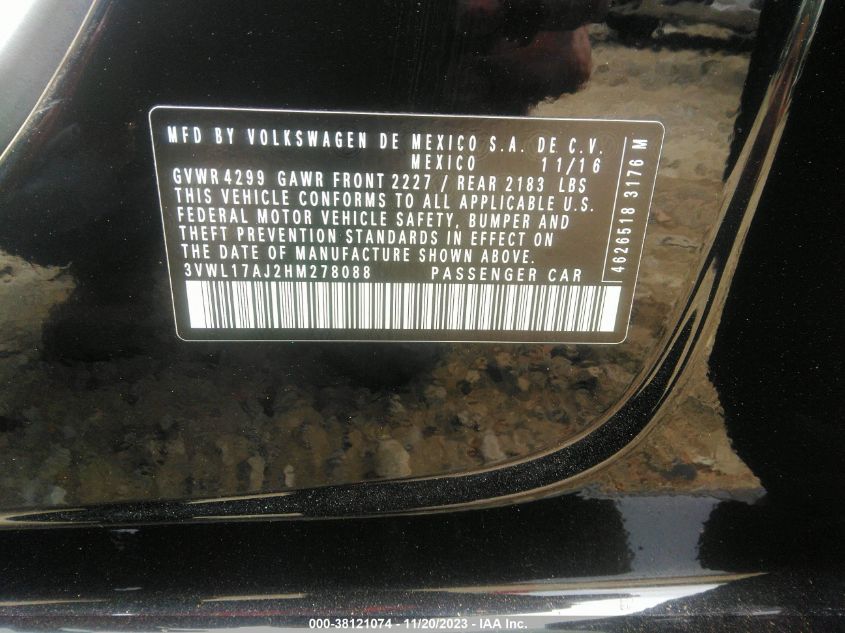 MFD BY VOLKSWAGEN DE MEXICO S.A. DE C.V.
MEXICO 11/16
GVWR 4299 GAWR FRONT 2227 / REAR 2183 LBS
THIS VEHICLE CONFORMS TO ALL APPLICABLE U.S.
FEDERAL MOTOR VEHICLE SAFETY, BUMPER AND
THEFT PREVENTION STANDARDS IN EFFECT ON
THE DATE OF MANUFACTURE SHOWN ABOVE.
3VWL17AJ2HM278088 PASSENGER CAR
4626518 3176 M
000-38121074 - 11/20/2023 - IAA Inc.